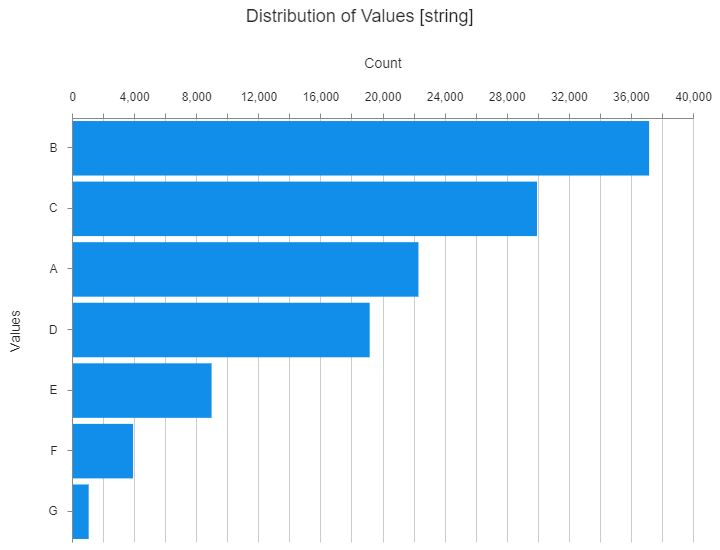 Distribution of Values [string]
Count
0 4,000 8,000 12,000 16,000 20,000 24,000 28,000 32,000 36,000 40,000
B
C
A
D
Values
E
F
G